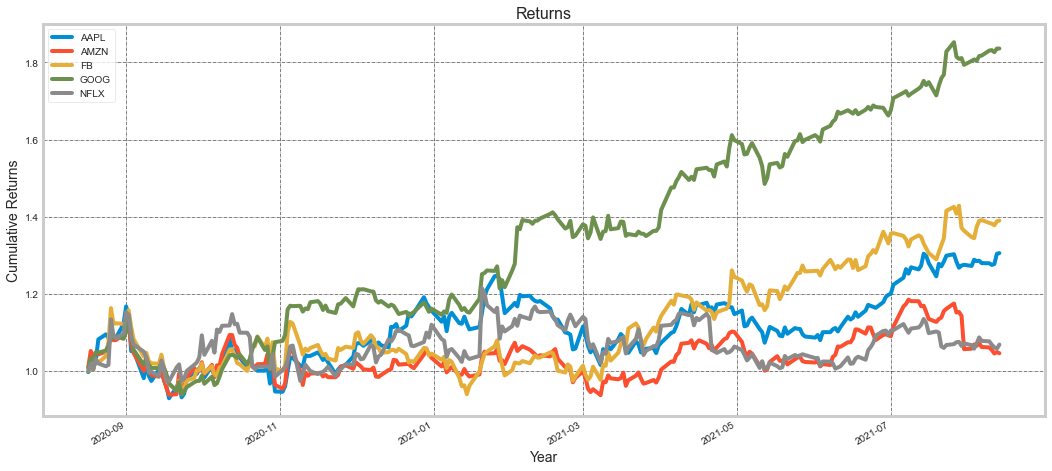 Returns
AAPL
AMZN
FB
GOOG
NFLX
Cumulative Returns
1.8
1.6
1.4
1.2
1.0
2020-09
2020-11
2021-01
2021-03
2021-05
2021-07
Year